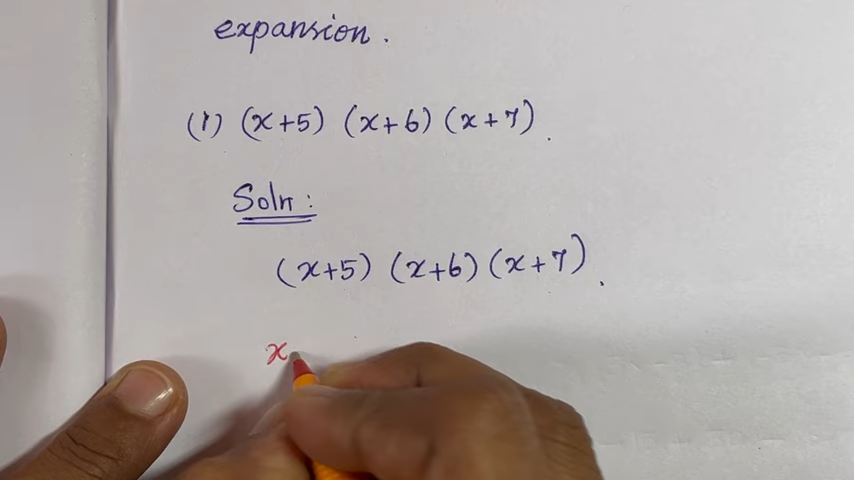 expansion.
(1) (x+5) (x+6) (x+7).
Soln:
(x+5) (x+6) (x+7).
x